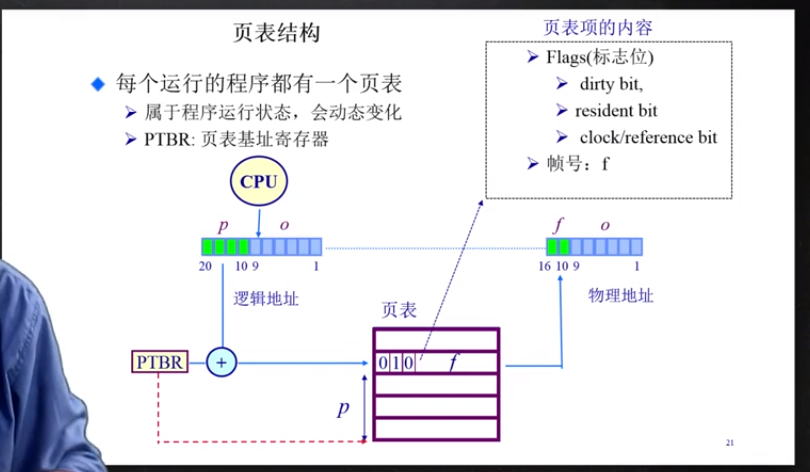 页表结构
页表项的内容
每个运行的程序都有一个页表
属于程序运行状态，会动态变化
PTBR: 页表基址寄存器
Flags(标志位)
dirty bit,
resident bit
clock/reference bit
帧号：f
CPU
p o
20 10 9 1
逻辑地址
f o
16 10 9 1
物理地址
页表
PTBR
+
0 1 0 f
p
21